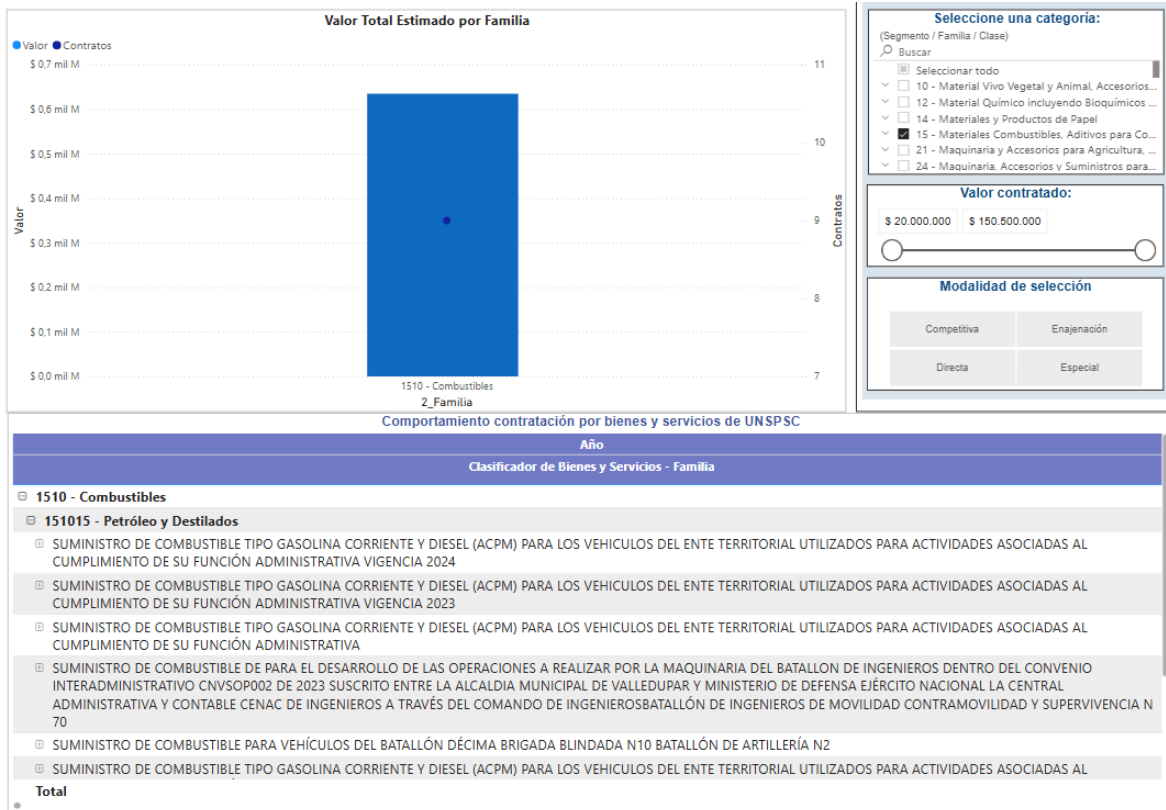 Valor Total Estimado por Familia
Valor Contratos
$ 0,7 mil M
$ 0,6 mil M
$ 0,5 mil M
$ 0,4 mil M
$ 0,3 mil M
$ 0,2 mil M
$ 0,1 mil M
$ 0,0 mil M
Valor
11
10
9
8
7
Contratos
1510 - Combustibles
2_Familia
Seleccione una categoría:
(Segmento / Familia / Clase)
Buscar
Seleccionar todo
10 - Material Vivo Vegetal y Animal, Accesorios...
12 - Material Químico incluyendo Bioquímicos ...
14 - Materiales y Productos de Papel
15 - Materiales Combustibles, Aditivos para Co...
21 - Maquinaria y Accesorios para Agricultura, ...
24 - Maquinaria, Accesorios y Suministros para...
Valor contratado:
$ 20.000.000 $ 150.500.000
Modalidad de selección
Competitiva Enajenación
Directa Especial
Comportamiento contratación por bienes y servicios de UNSPSC
Año
Clasificador de Bienes y Servicios - Familia
1510 - Combustibles
151015 - Petróleo y Destilados
SUMINISTRO DE COMBUSTIBLE TIPO GASOLINA CORRIENTE Y DIESEL (ACPM) PARA LOS VEHICULOS DEL ENTE TERRITORIAL UTILIZADOS PARA ACTIVIDADES ASOCIADAS AL
CUMPLIMIENTO DE SU FUNCIÓN ADMINISTRATIVA VIGENCIA 2024
SUMINISTRO DE COMBUSTIBLE TIPO GASOLINA CORRIENTE Y DIESEL (ACPM) PARA LOS VEHICULOS DEL ENTE TERRITORIAL UTILIZADOS PARA ACTIVIDADES ASOCIADAS AL
CUMPLIMIENTO DE SU FUNCIÓN ADMINISTRATIVA VIGENCIA 2023
SUMINISTRO DE COMBUSTIBLE TIPO GASOLINA CORRIENTE Y DIESEL (ACPM) PARA LOS VEHICULOS DEL ENTE TERRITORIAL UTILIZADOS PARA ACTIVIDADES ASOCIADAS AL
CUMPLIMIENTO DE SU FUNCIÓN ADMINISTRATIVA
SUMINISTRO DE COMBUSTIBLE DE PARA EL DESARROLLO DE LAS OPERACIONES A REALIZAR POR LA MAQUINARIA DEL BATALLON DE INGENIEROS DENTRO DEL CONVENIO
INTERADMINISTRATIVO CNVSOP002 DE 2023 SUSCRITO ENTRE LA ALCALDIA MUNICIPAL DE VALLEDUPAR Y MINISTERIO DE DEFENSA EJÉRCITO NACIONAL LA CENTRAL
ADMINISTRATIVA Y CONTABLE CENAC DE INGENIEROS A TRAVÉS DEL COMANDO DE INGENIEROSBATALLÓN DE INGENIEROS DE MOVILIDAD CONTRAMOVILIDAD Y SUPERVIVENCIA N
70
SUMINISTRO DE COMBUSTIBLE PARA VEHÍCULOS DEL BATALLÓN DÉCIMA BRIGADA BLINDADA N10 BATALLÓN DE ARTILLERÍA N2
SUMINISTRO DE COMBUSTIBLE TIPO GASOLINA CORRIENTE Y DIESEL (ACPM) PARA LOS VEHICULOS DEL ENTE TERRITORIAL UTILIZADOS PARA ACTIVIDADES ASOCIADAS AL
Total